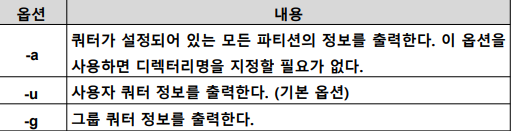 옵션 내용
-a 쿼터가 설정되어 있는 모든 파티션의 정보를 출력한다. 이 옵션을
사용하면 디렉터리명을 지정할 필요가 없다.
-u 사용자 쿼터 정보를 출력한다. (기본 옵션)
-g 그룹 쿼터 정보를 출력한다.